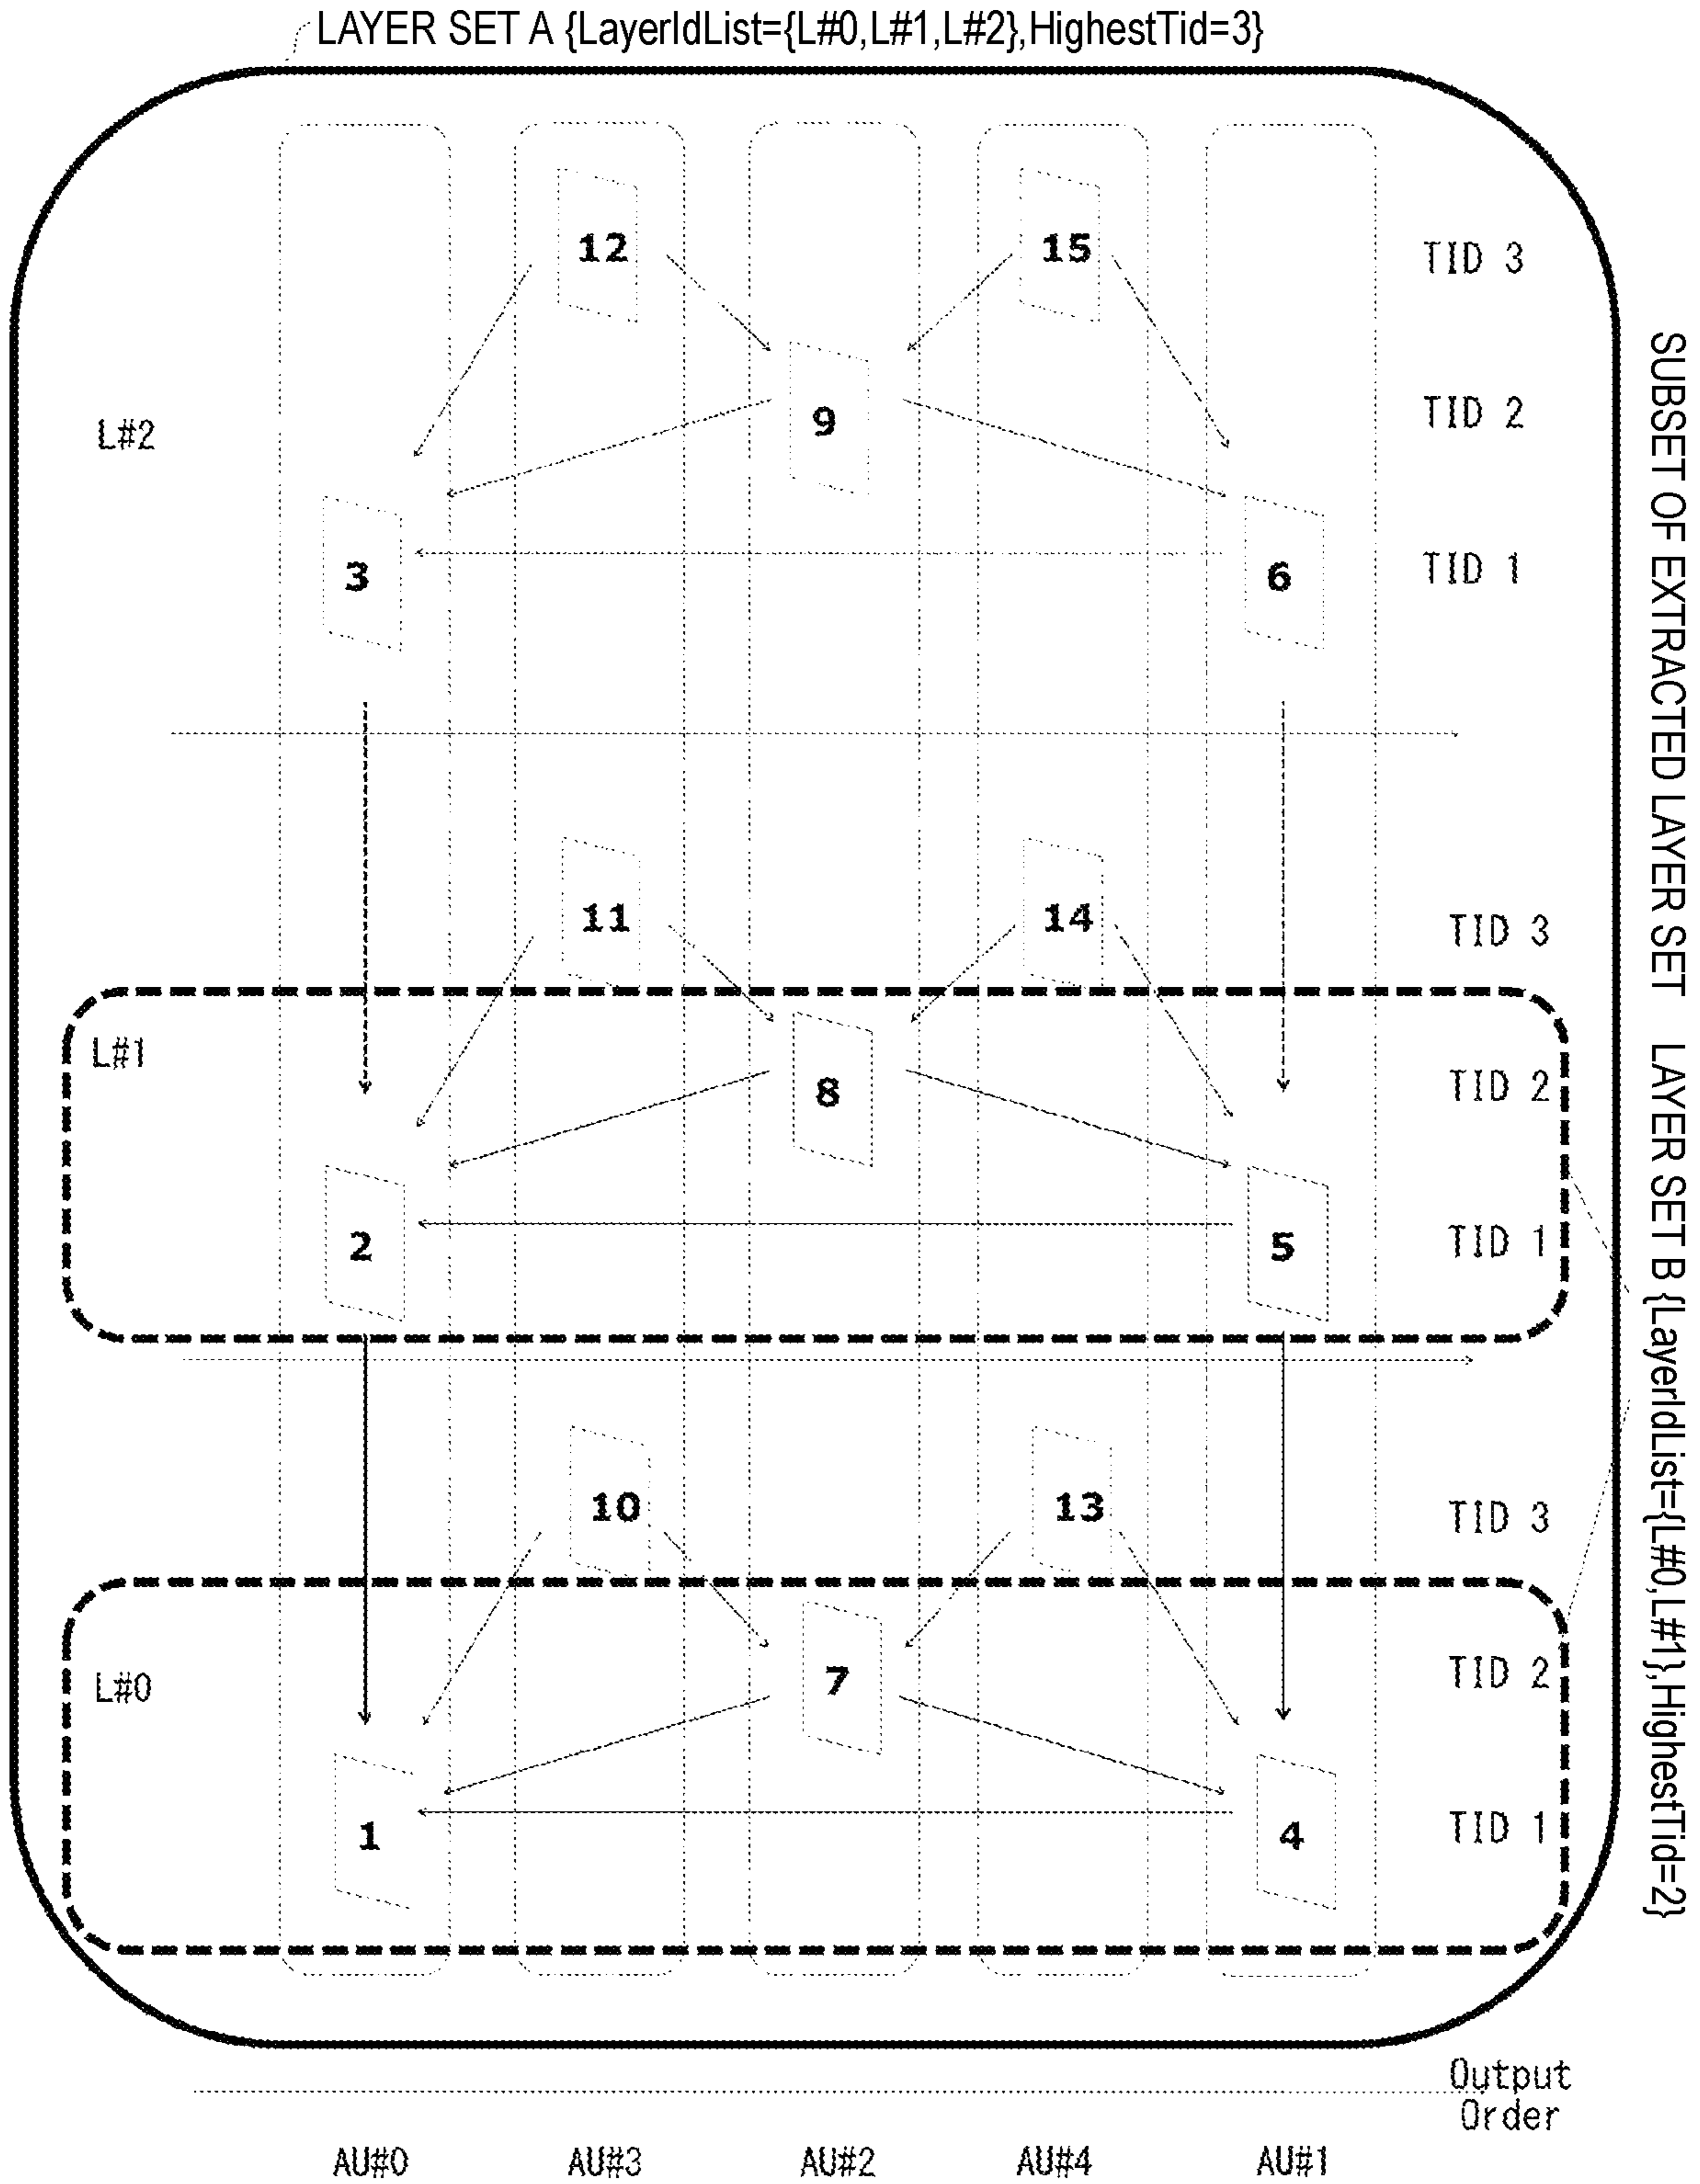 LAYER SET A {LayerIdList={L#0,L#1,L#2},HighestTid=3}
12
15
TID 3
9
TID 2
L#2
3
6
TID 1
11
14
TID 3
L#1
8
TID 2
2
5
TID 1
10
13
TID 3
L#0
7
TID 2
1
4
TID 1
SUBSET OF EXTRACTED LAYER SET LAYER SET B {LayerIdList={L#0,L#1},HighestTid=2}
Output
Order
AU#0 AU#3 AU#2 AU#4 AU#1